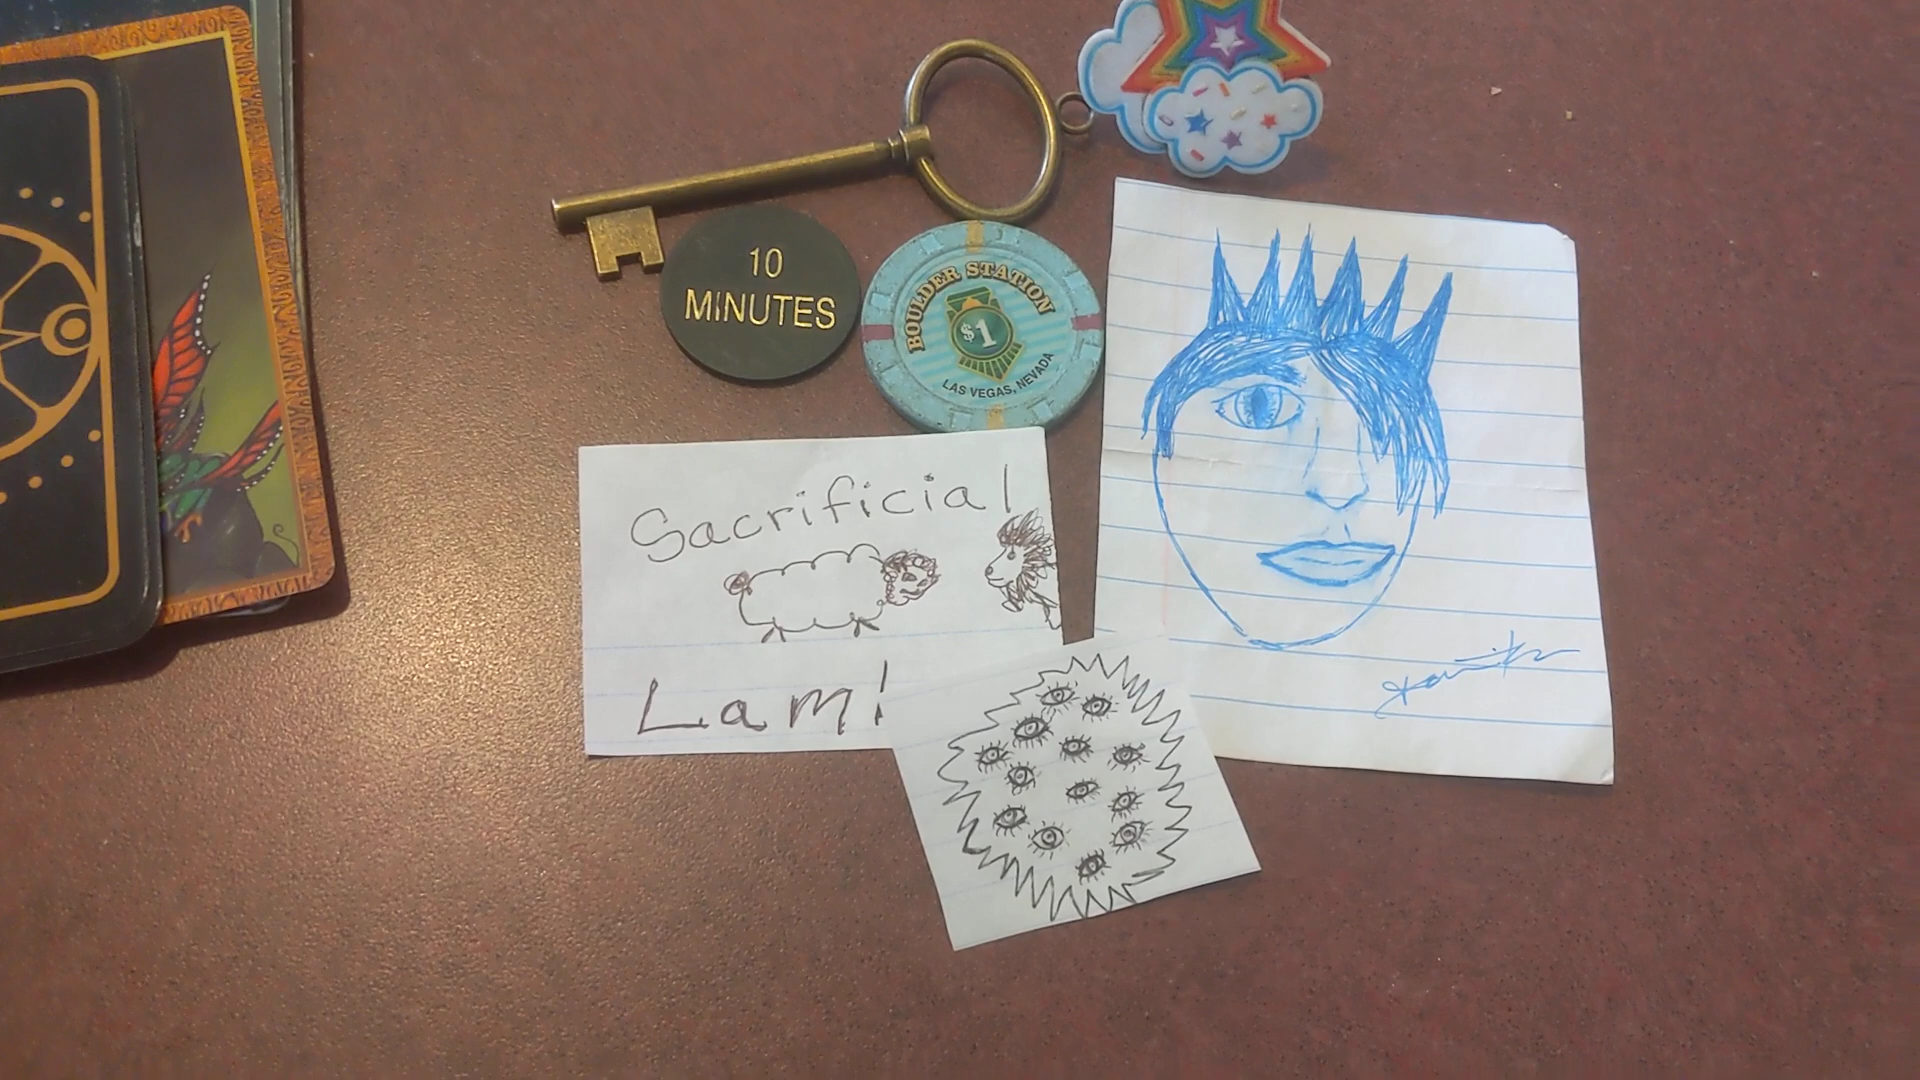 10
MINUTES
BOULDER STATION
$1
LAS VEGAS, NEVADA
Sacrificial
Lam!